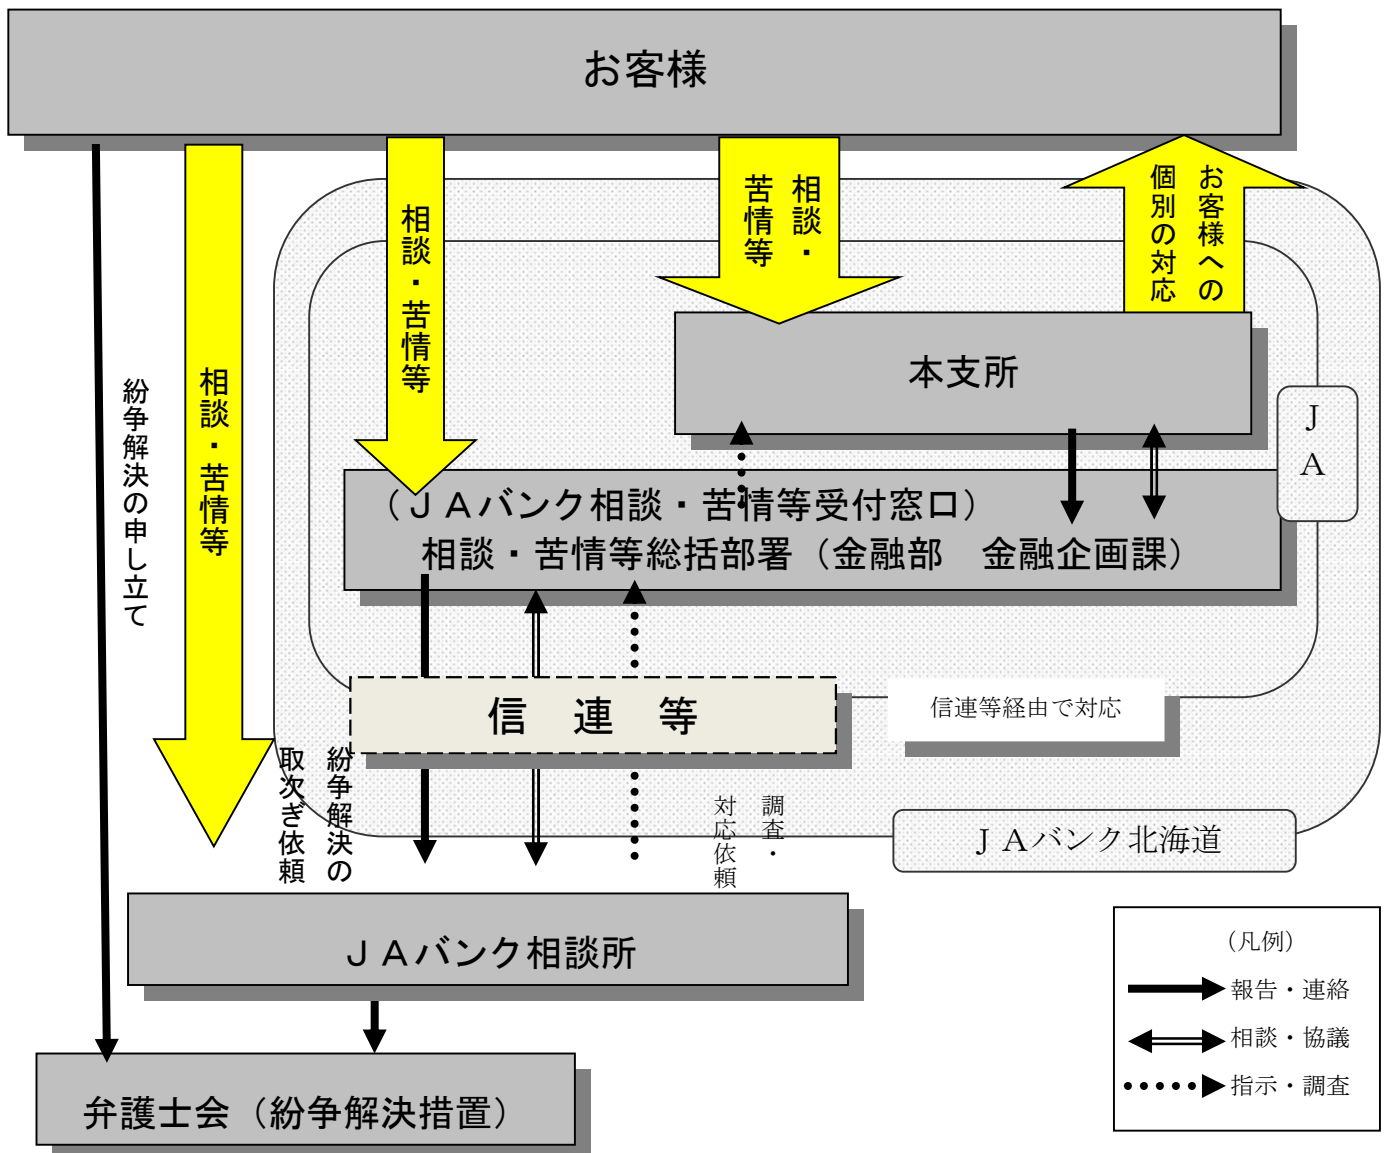 お客様
相談・
苦情等
お客様への
個別の対応
相談・苦情等
相談・苦情等
紛争解決の申し立て
本支所
JA
(JAバンク相談・苦情等受付窓口)
相談・苦情等総括部署(金融部 金融企画課)
信連等
信連等経由で対応
紛争解決の
取次ぎ依頼
調査・
対応依頼
JAバンク北海道
JAバンク相談所
弁護士会(紛争解決措置)
(凡例)
報告・連絡
相談・協議
指示・調査